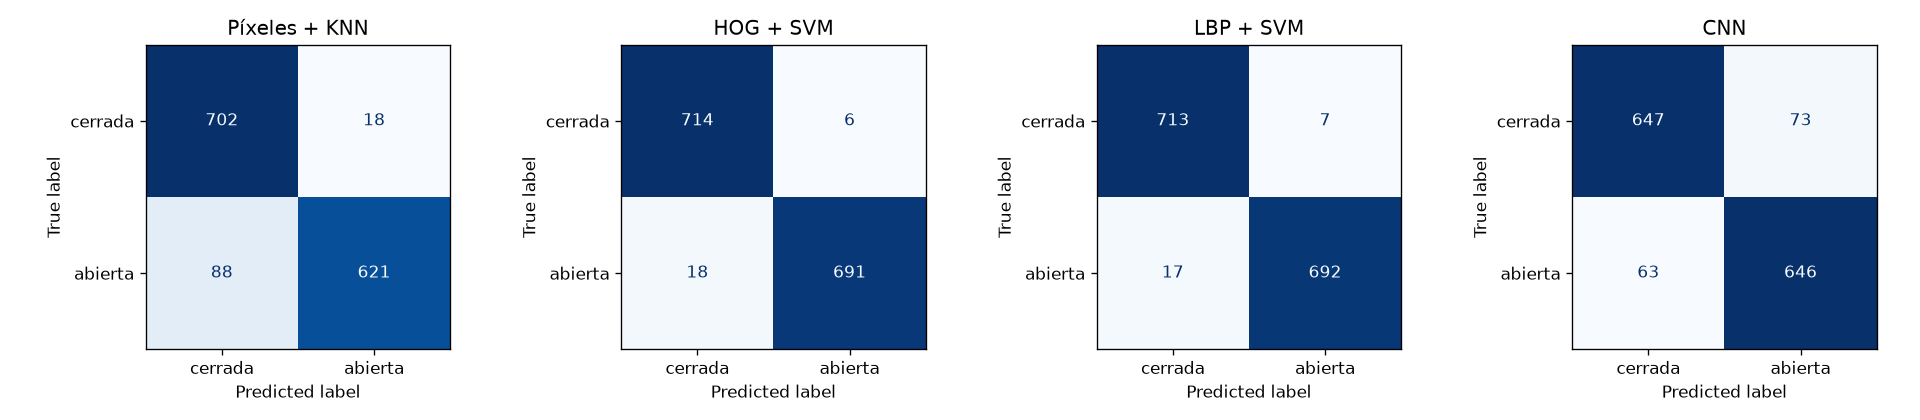 Píxeles + KNN
True label
cerrada
702
18
abierta
88
621
cerrada
abierta
Predicted label
HOG + SVM
True label
cerrada
714
6
abierta
18
691
cerrada
abierta
Predicted label
LBP + SVM
True label
cerrada
713
7
abierta
17
692
cerrada
abierta
Predicted label
CNN
True label
cerrada
647
73
abierta
63
646
cerrada
abierta
Predicted label